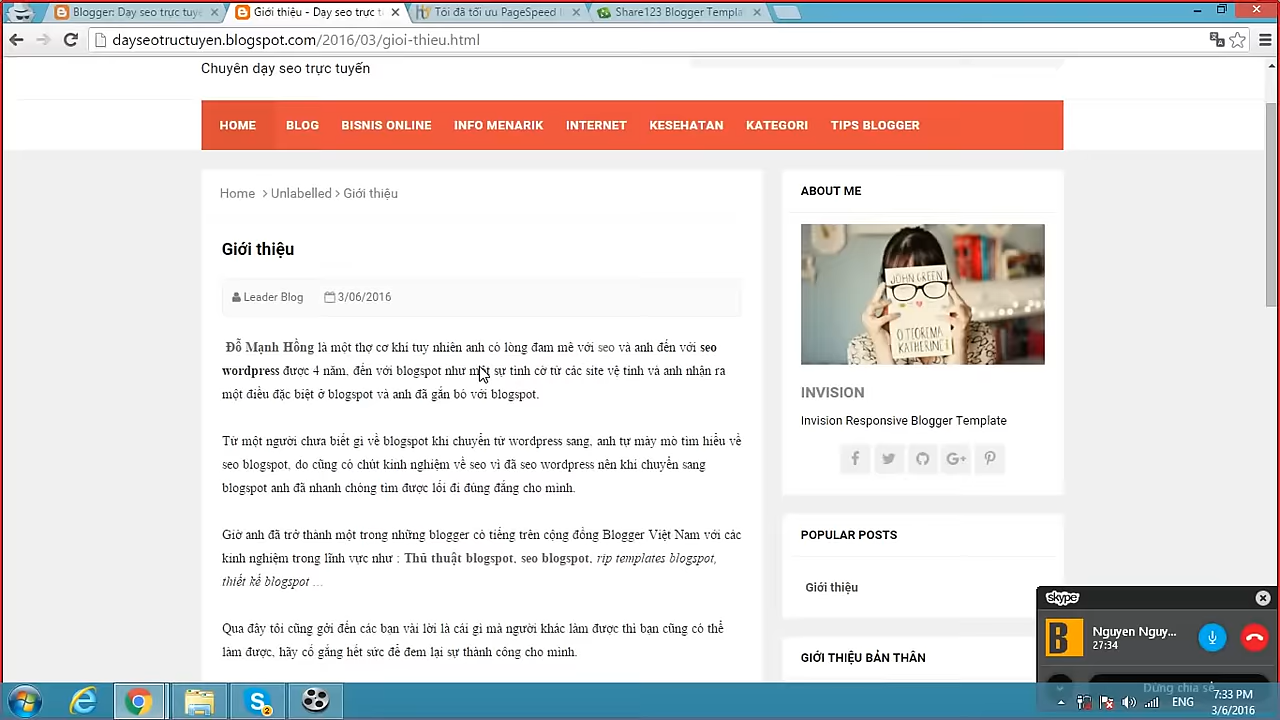 Blogger: Dạy seo trực tuy
Giới thiệu - Dạy seo trực t
Tôi đã tối ưu PageSpeed I
Share123 Blogger Templa
dayseotructuyen.blogspot.com/2016/03/gioi-thieu.html
Chuyên dạy seo trực tuyến
HOME BLOG BISNIS ONLINE INFO MENARIK INTERNET KESEHATAN KATEGORI TIPS BLOGGER
Home > Unlabelled > Giới thiệu
Giới thiệu
Leader Blog 3/06/2016
Đỗ Mạnh Hồng là một thợ cơ khí tuy nhiên anh có lòng đam mê với seo và anh đến với seo
wordpress được 4 năm, đến với blogspot như một sự tình cờ từ các site vệ tinh và anh nhận ra
một điều đặc biệt ở blogspot và anh đã gắn bó với blogspot.
Từ một người chưa biết gì về blogspot khi chuyển từ wordpress sang, anh tự mày mò tìm hiểu về
seo blogspot, do cũng có chút kinh nghiệm về seo vì đã seo wordpress nên khi chuyển sang
blogspot anh đã nhanh chóng tìm được lối đi đúng đắng cho mình.
Giờ anh đã trở thành một trong những blogger có tiếng trên cộng đồng Blogger Việt Nam với các
kinh nghiệm trong lĩnh vực như : Thủ thuật blogspot, seo blogspot, rip templates blogspot,
thiết kế blogspot ...
Qua đây tôi cũng gởi đến các bạn vài lời là cái gì mà người khác làm được thì bạn cũng có thể
làm được, hãy cố gắng hết sức để đem lại sự thành công cho mình.
ABOUT ME
JOHN GREEN
O TEOREMA
KATHERINE
INVISION
Invision Responsive Blogger Template
POPULAR POSTS
Giới thiệu
GIỚI THIỆU BẢN THÂN
skype
B
Nguyen Nguy...
27:34
Dừng chia sẻ
2
ENG
7:33 PM
3/6/2016